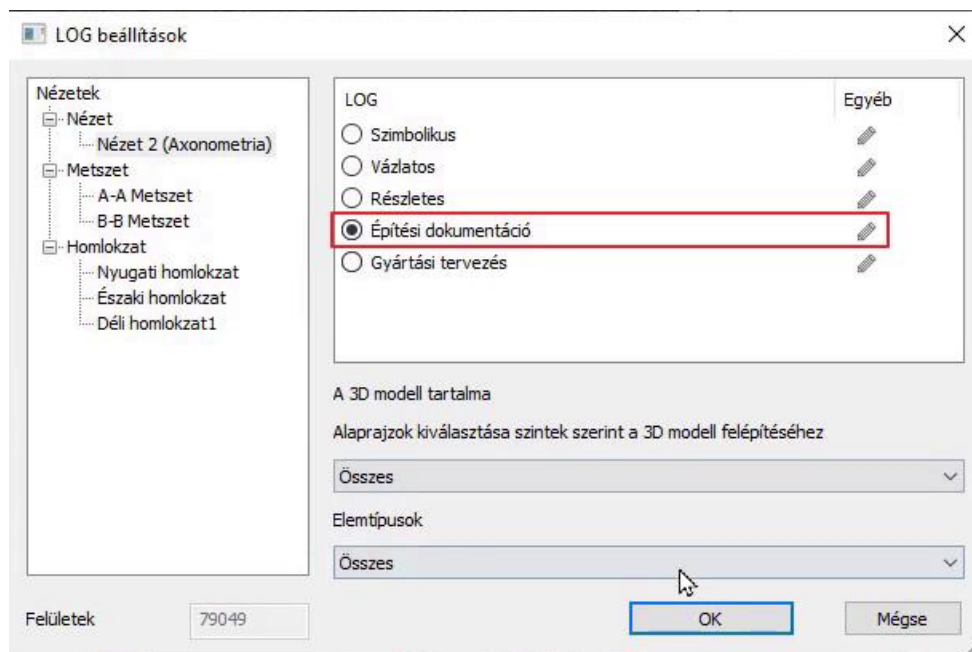 LOG beállítások
Nézetek
Nézet
Nézet 2 (Axonometria)
Metszet
A-A Metszet
B-B Metszet
Homlokzat
Nyugati homlokzat
Északi homlokzat
Déli homlokzat1
LOG Egyéb
Szimbolikus
Vázlatos
Részletes
Építési dokumentáció
Gyártási tervezés
A 3D modell tartalma
Alaprajzok kiválasztása szintek szerint a 3D modell felépítéséhez
Összes
Elemtípusok
Összes
Felületek 79049 OK Mégse